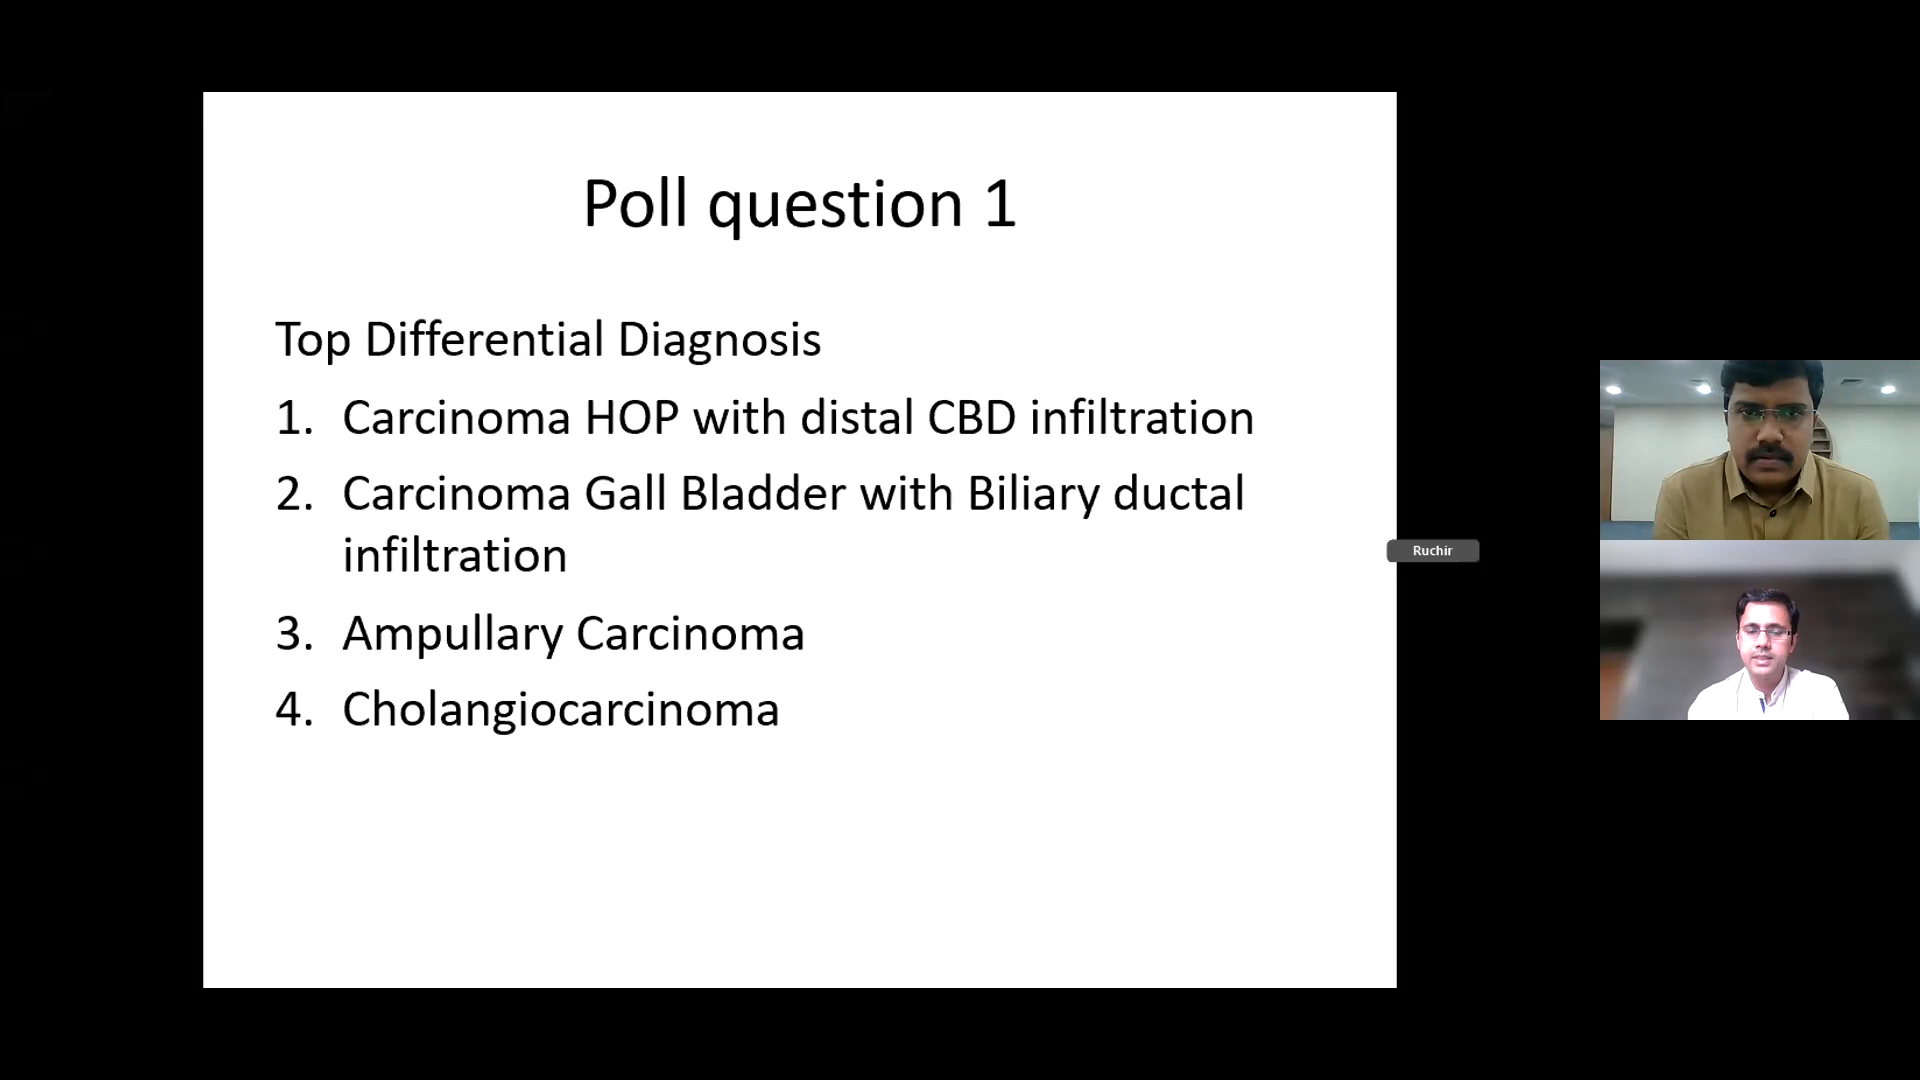 Poll question 1
Top Differential Diagnosis
1. Carcinoma HOP with distal CBD infiltration
2. Carcinoma Gall Bladder with Biliary ductal
infiltration
3. Ampullary Carcinoma
4. Cholangiocarcinoma
Ruchir